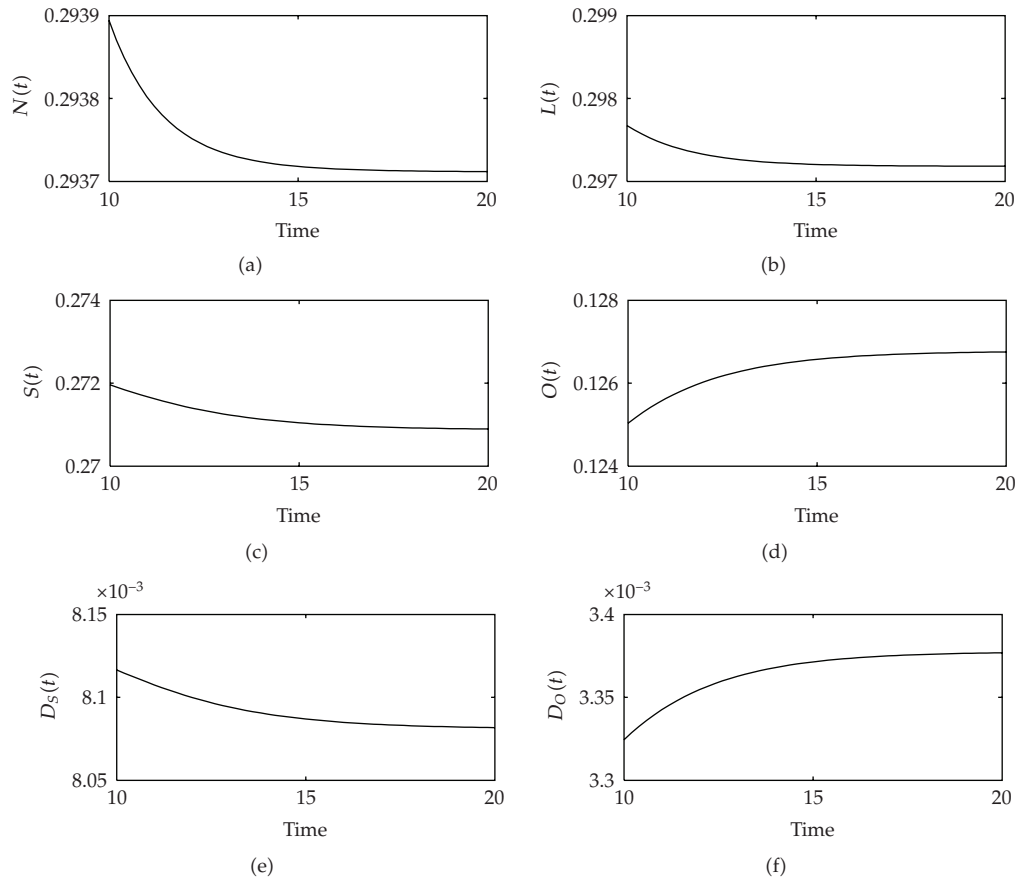 0.2939
0.2938
0.2937
N(t)
10
15
20
Time
(a)
0.299
0.298
0.297
L(t)
10
15
20
Time
(b)
0.274
0.272
0.27
S(t)
10
15
20
Time
(c)
0.128
0.126
0.124
O(t)
10
15
20
Time
(d)
×10−3
8.15
8.1
8.05
DS(t)
10
15
20
Time
(e)
×10−3
3.4
3.35
3.3
DO(t)
10
15
20
Time
(f)